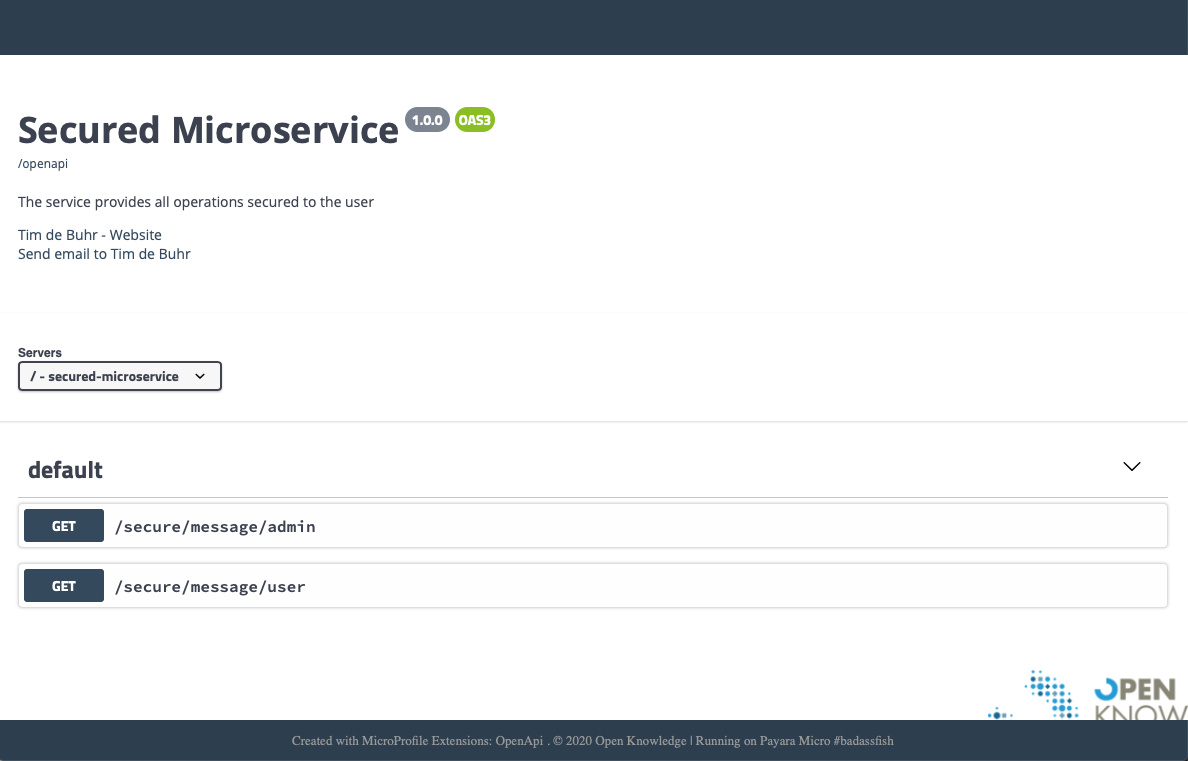 Secured Microservice 1.0.0 OAS3
/openapi
The service provides all operations secured to the user
Tim de Buhr - Website
Send email to Tim de Buhr
Servers
/ - secured-microservice
default
GET /secure/message/admin
GET /secure/message/user
OPEN
KNOW
Created with MicroProfile Extensions: OpenApi . © 2020 Open Knowledge | Running on Payara Micro #badassfish